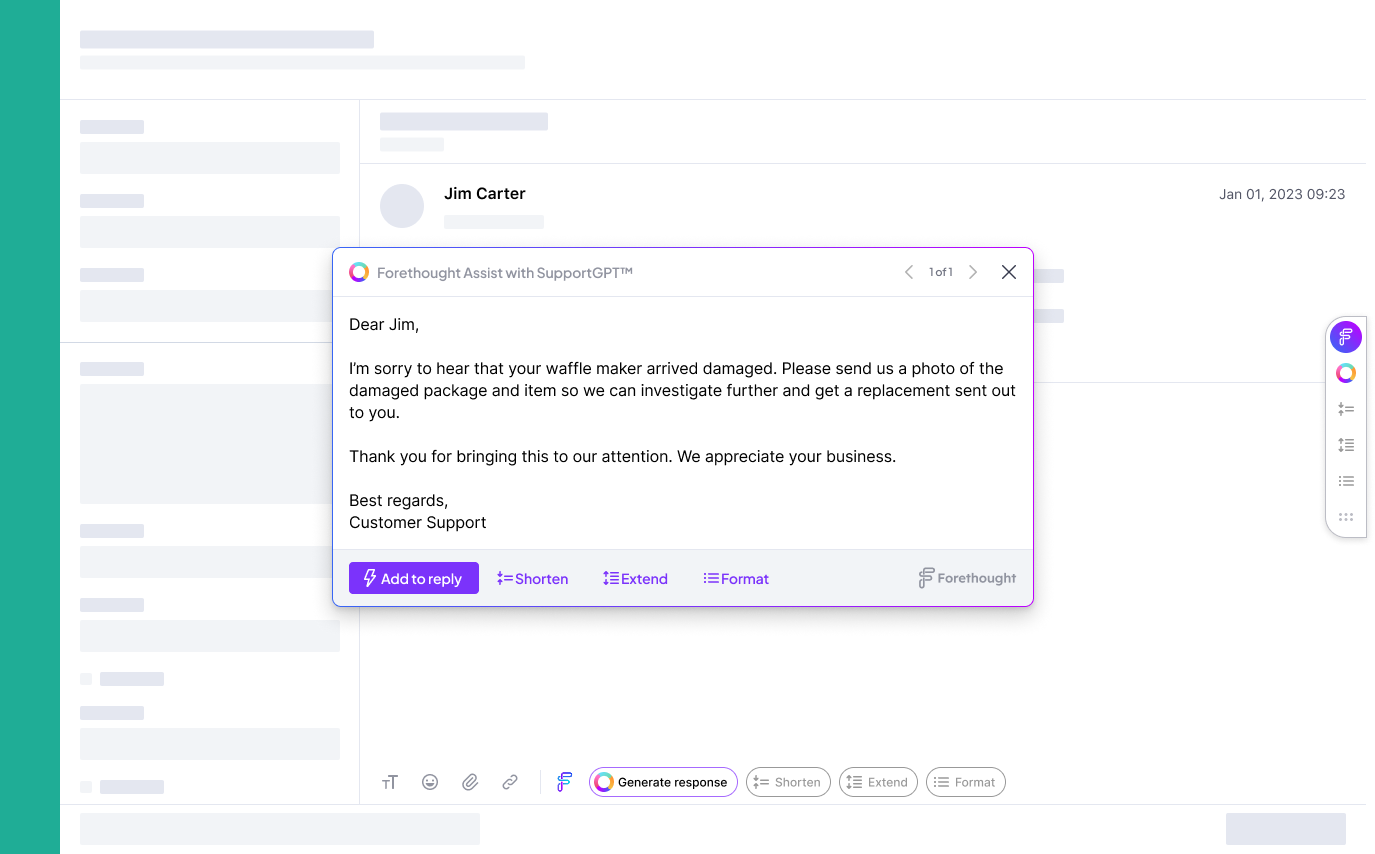 Jim Carter
Jan 01, 2023 09:23
Forethought Assist with SupportGPT™
1 of 1
Dear Jim,
I'm sorry to hear that your waffle maker arrived damaged. Please send us a photo of the
damaged package and item so we can investigate further and get a replacement sent out
to you.
Thank you for bringing this to our attention. We appreciate your business.
Best regards,
Customer Support
Add to reply
Shorten
Extend
Format
Forethought
TT
Generate response
Shorten
Extend
Format